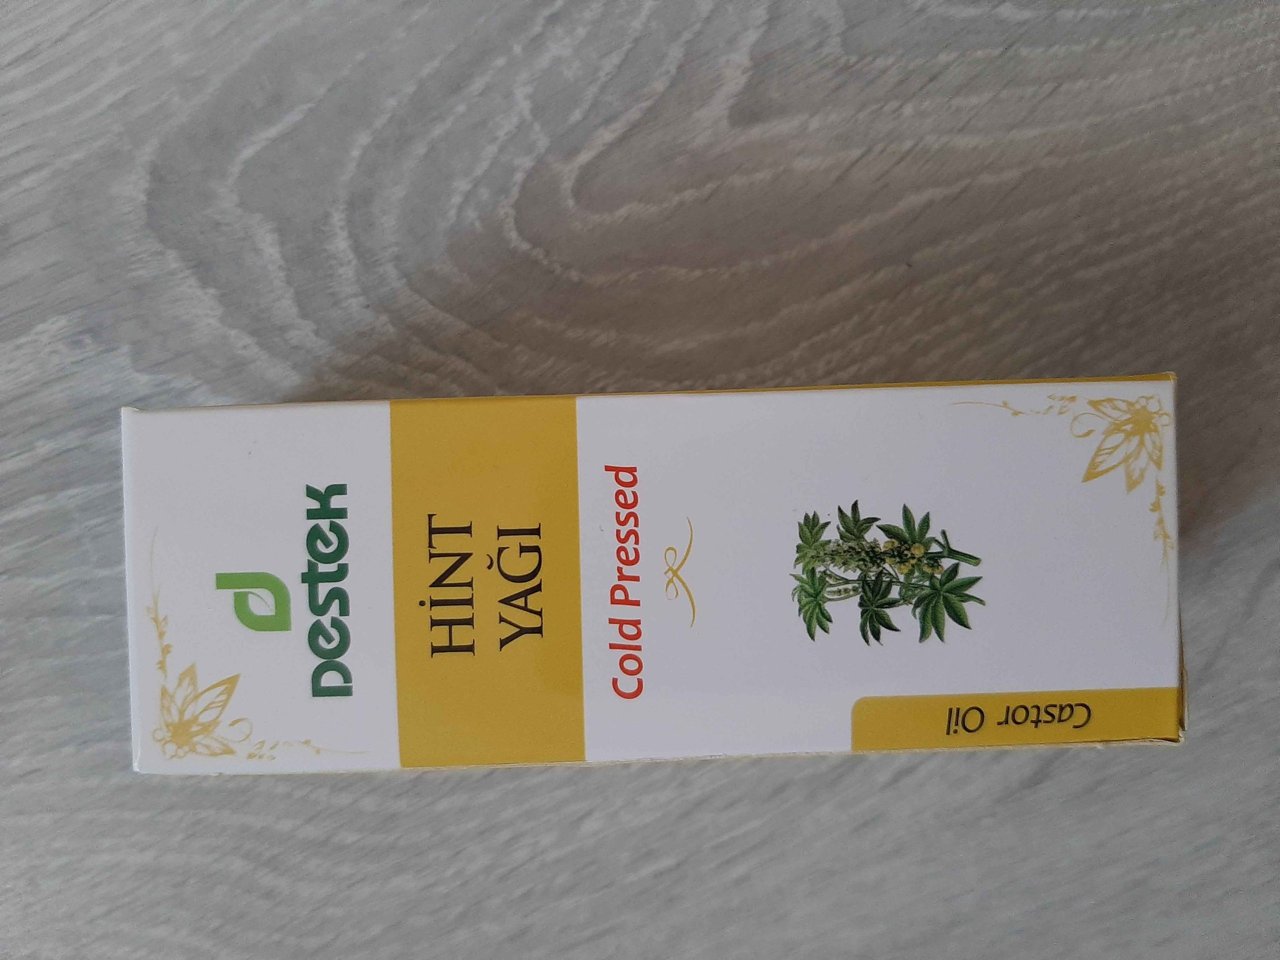 Destek
HİNT
YAĞI
Cold Pressed
Castor Oil